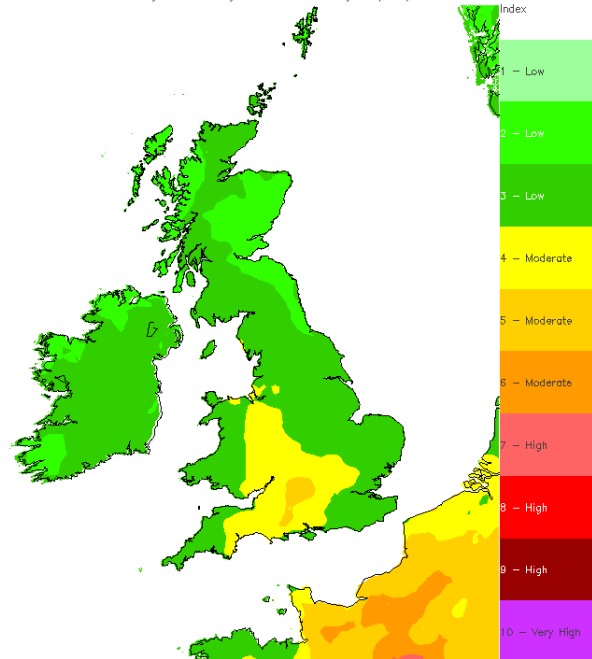 Index
1 - Low
2 - Low
3 - Low
4 - Moderate
5 - Moderate
6 - Moderate
7 - High
8 - High
9 - High
10 - Very High